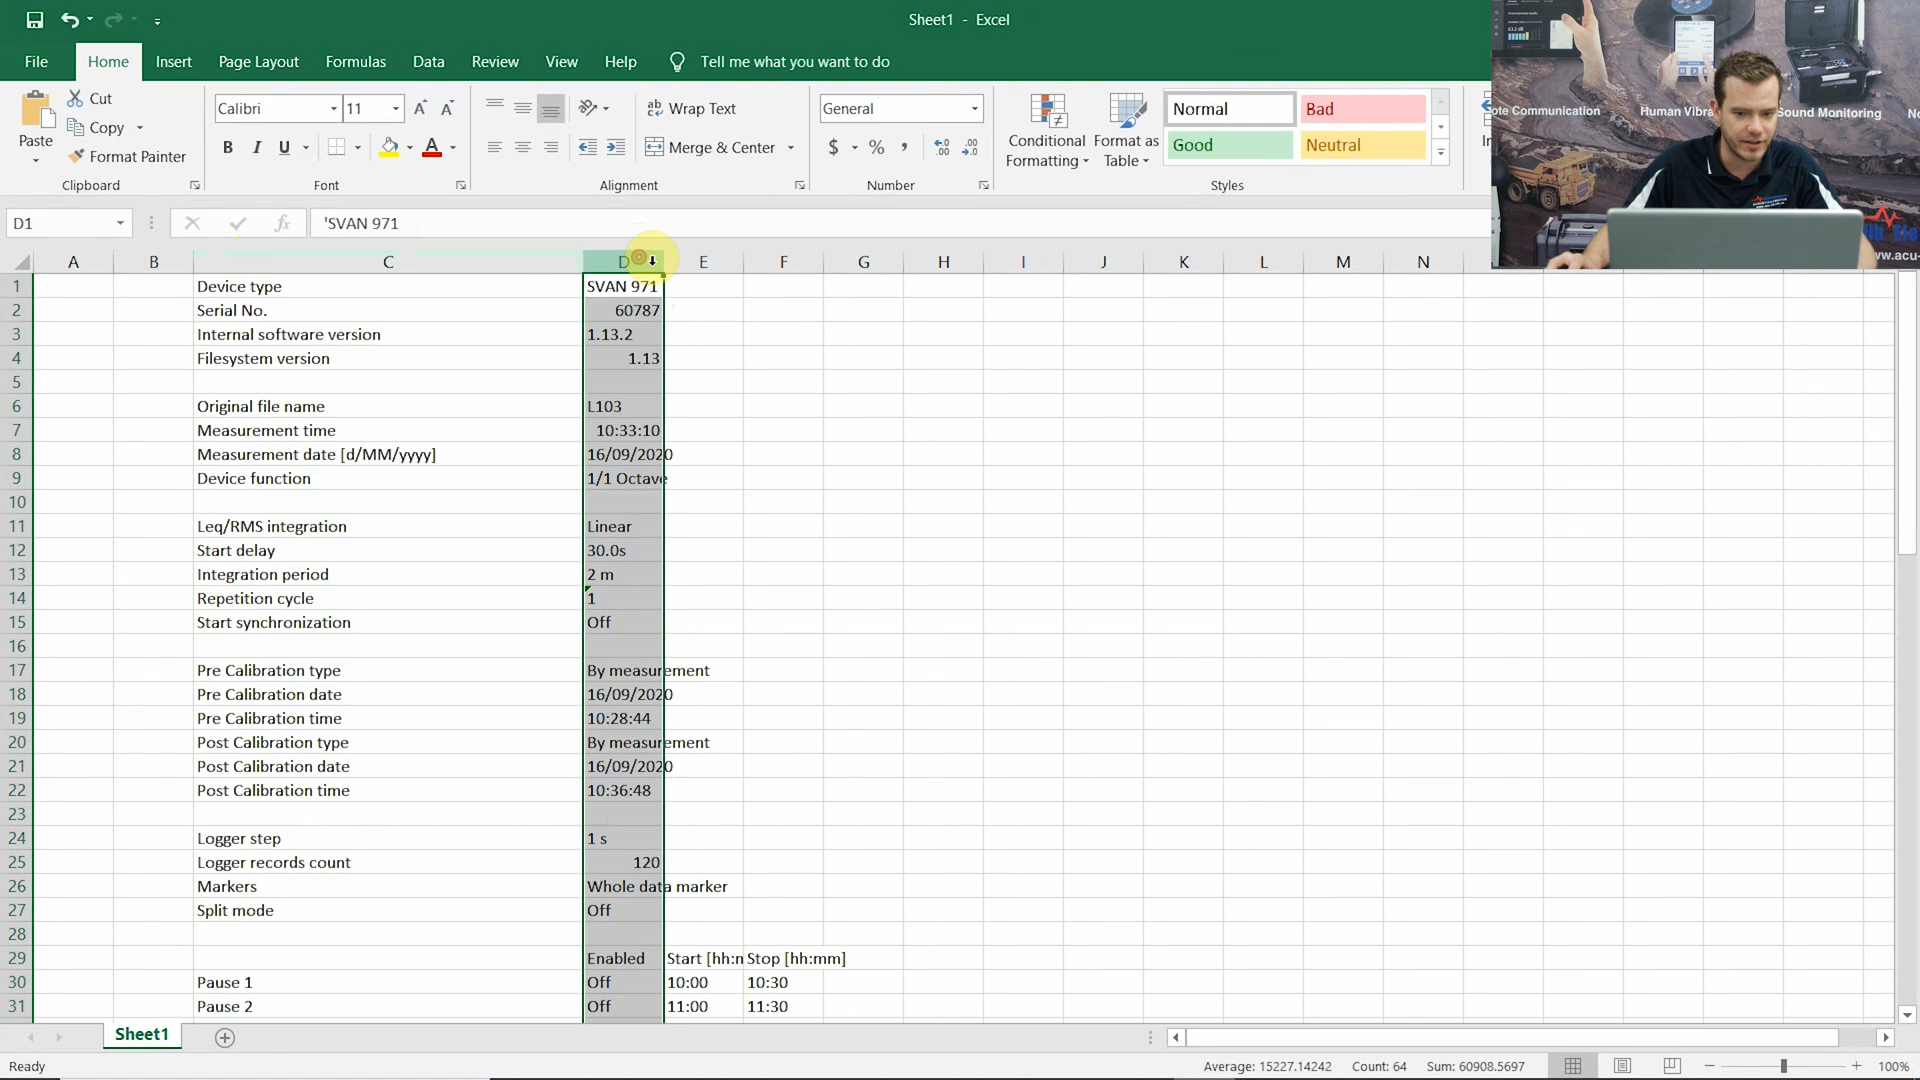 Sheet1 - Excel
File Home Insert Page Layout Formulas Data Review View Help Tell me what you want to do
Paste
Cut
Copy
Format Painter
Clipboard
Calibri 11
B I U A
Font
Wrap Text
Merge & Center
Alignment
General
$ % ,
Number
Conditional Formatting
Format as Table
Normal Bad
Good Neutral
Styles
ote Communication
Human Vibra
Sound Monitoring
No
63.2 dB
ww.acu-
D1 fx 'SVAN 971
A B C D E F G H I J K L M N
1 Device type SVAN 971
2 Serial No. 60787
3 Internal software version 1.13.2
4 Filesystem version 1.13
5
6 Original file name L103
7 Measurement time 10:33:10
8 Measurement date [d/MM/yyyy] 16/09/2020
9 Device function 1/1 Octave
10
11 Leq/RMS integration Linear
12 Start delay 30.0s
13 Integration period 2 m
14 Repetition cycle 1
15 Start synchronization Off
16
17 Pre Calibration type By measurement
18 Pre Calibration date 16/09/2020
19 Pre Calibration time 10:28:44
20 Post Calibration type By measurement
21 Post Calibration date 16/09/2020
22 Post Calibration time 10:36:48
23
24 Logger step 1 s
25 Logger records count 120
26 Markers Whole data marker
27 Split mode Off
28
29 Enabled Start [hh:n Stop [hh:mm]
30 Pause 1 Off 10:00 10:30
31 Pause 2 Off 11:00 11:30
Sheet1
Ready Average: 15227.14242 Count: 64 Sum: 60908.5697 100%